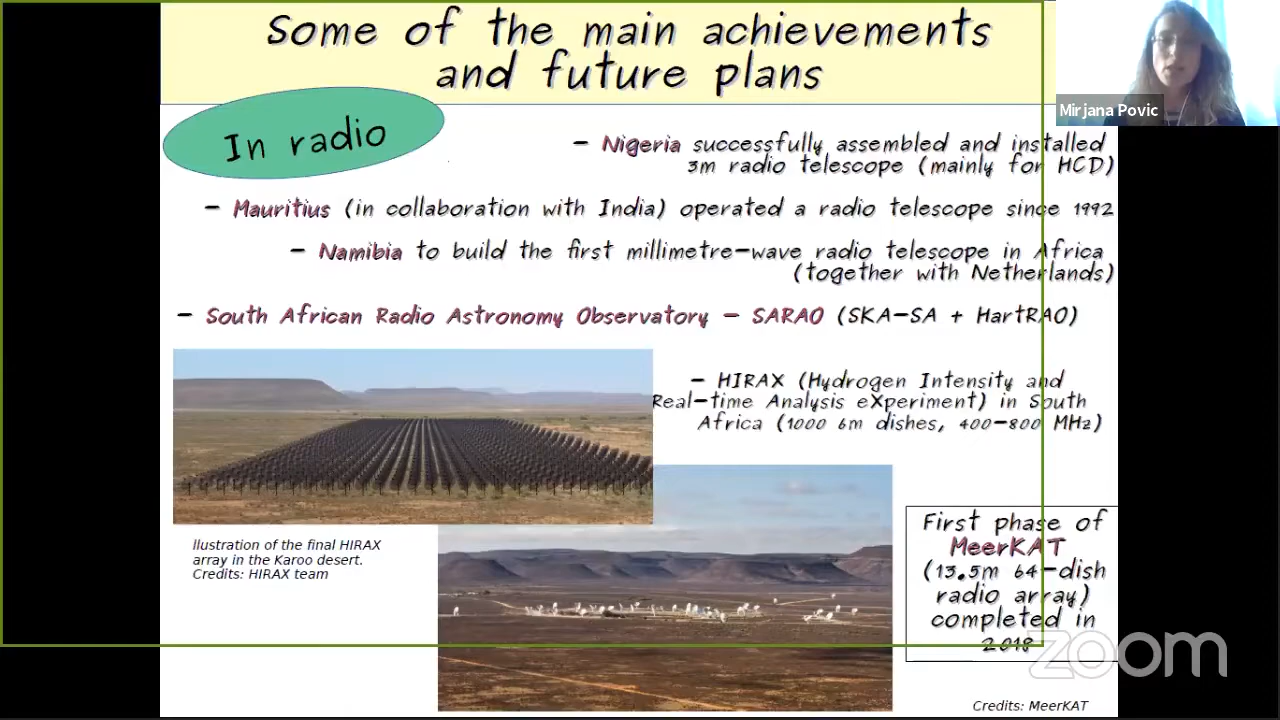 Some of the main achievements
and future plans
Mirjana Povic
In radio
– Nigeria successfully assembled and installed
3m radio telescope (mainly for HCD)
– Mauritius (in collaboration with India) operated a radio telescope since 1992
– Namibia to build the first millimetre–wave radio telescope in Africa
(together with Netherlands)
– South African Radio Astronomy Observatory – SARAO (SKA–SA + HartRAO)
– HIRAX (Hydrogen Intensity and
Real–time Analysis eXperiment) in South
Africa (1000 6m dishes, 400–800 MHz)
llustration of the final HIRAX
array in the Karoo desert.
Credits: HIRAX team
First phase of
MeerKAT
(13.5m 64–dish
radio array)
completed in
2018
zoom
Credits: MeerKAT